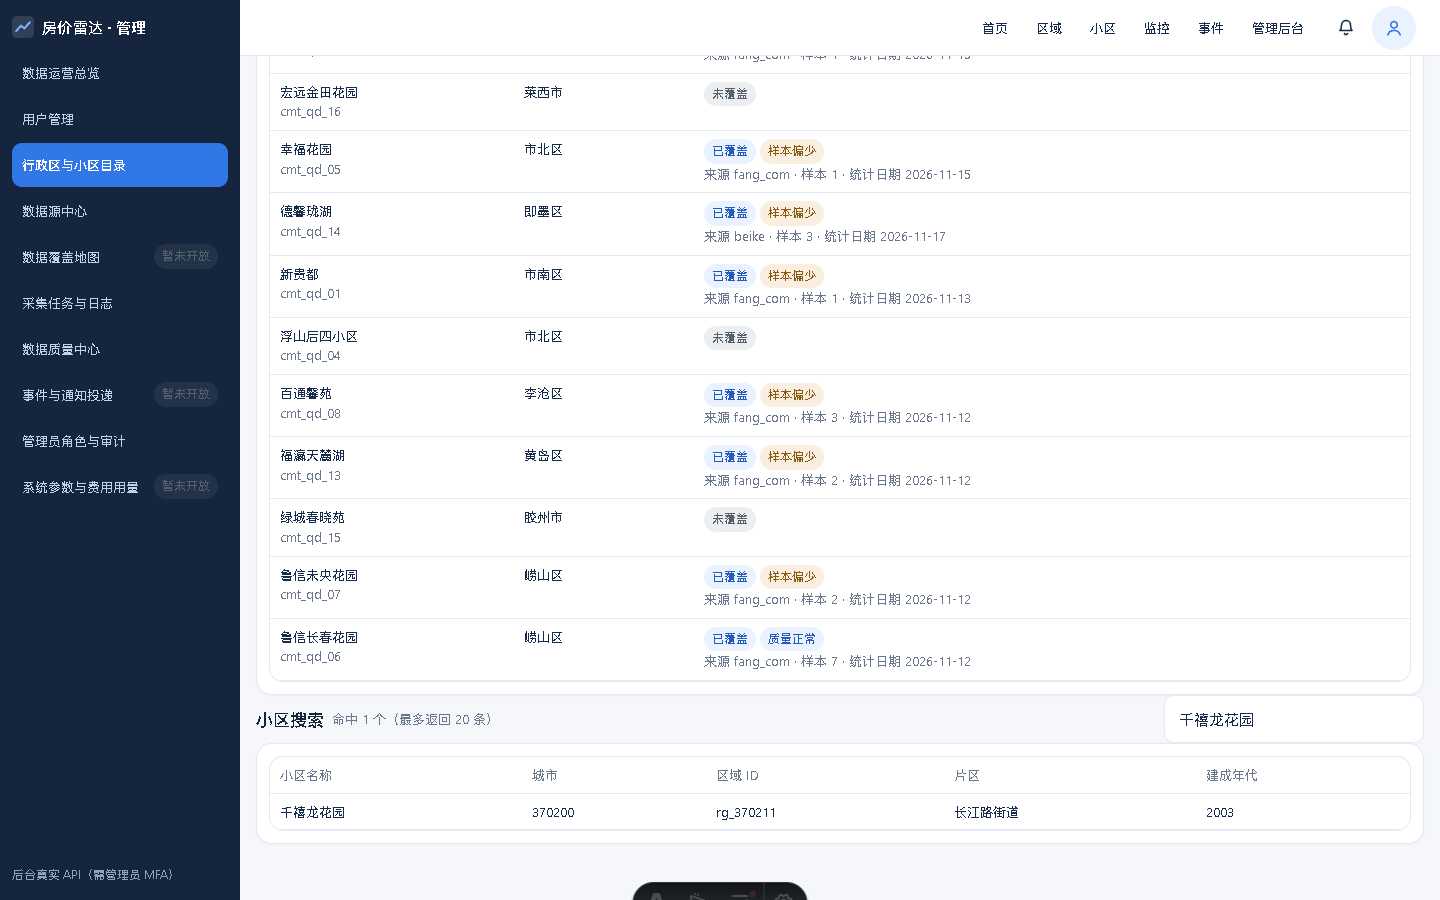 房价雷达 - 管理
首页 区域 小区 监控 事件 管理后台
数据运营总览
用户管理
行政区与小区目录
数据源中心
数据覆盖地图 暂未开放
采集任务与日志
数据质量中心
事件与通知投递 暂未开放
管理员角色与审计
系统参数与费用用量 暂未开放
后台真实 API（需管理员 MFA）
宏远金田花园 莱西市 未覆盖
cmt_qd_16
幸福花园 市北区 已覆盖 样本偏少
cmt_qd_05 来源 fang_com · 样本 1 · 统计日期 2026-11-15
德馨珑湖 即墨区 已覆盖 样本偏少
cmt_qd_14 来源 beike · 样本 3 · 统计日期 2026-11-17
新贵都 市南区 已覆盖 样本偏少
cmt_qd_01 来源 fang_com · 样本 1 · 统计日期 2026-11-13
浮山后四小区 市北区 未覆盖
cmt_qd_04
百通馨苑 李沧区 已覆盖 样本偏少
cmt_qd_08 来源 fang_com · 样本 3 · 统计日期 2026-11-12
福瀛天麓湖 黄岛区 已覆盖 样本偏少
cmt_qd_13 来源 fang_com · 样本 2 · 统计日期 2026-11-12
绿城春晓苑 胶州市 未覆盖
cmt_qd_15
鲁信未央花园 崂山区 已覆盖 样本偏少
cmt_qd_07 来源 fang_com · 样本 2 · 统计日期 2026-11-12
鲁信长春花园 崂山区 已覆盖 质量正常
cmt_qd_06 来源 fang_com · 样本 7 · 统计日期 2026-11-12
小区搜索 命中 1 个（最多返回 20 条） 千禧龙花园
小区名称 城市 区域 ID 片区 建成年代
千禧龙花园 370200 rg_370211 长江路街道 2003